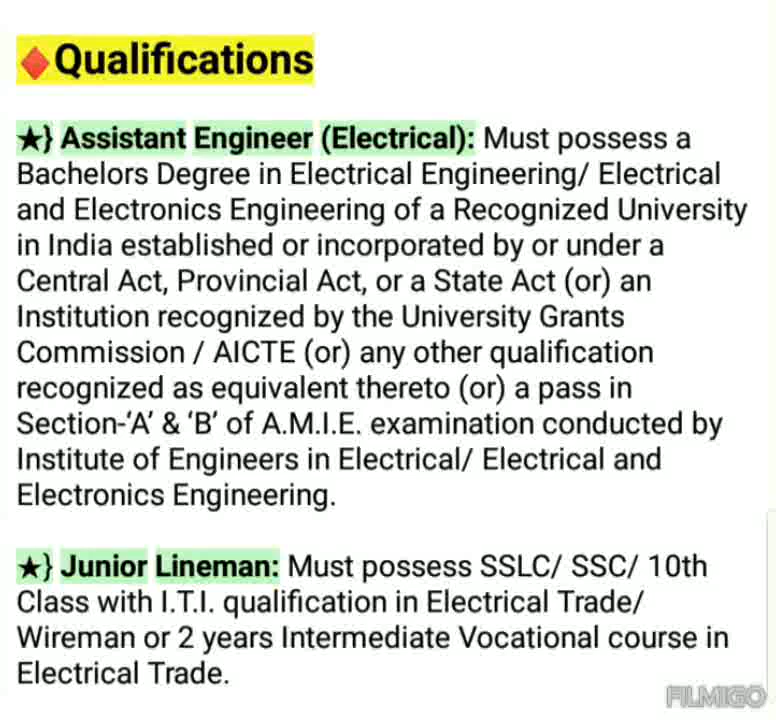 ♦Qualifications
★} Assistant Engineer (Electrical): Must possess a
Bachelors Degree in Electrical Engineering/ Electrical
and Electronics Engineering of a Recognized University
in India established or incorporated by or under a
Central Act, Provincial Act, or a State Act (or) an
Institution recognized by the University Grants
Commission / AICTE (or) any other qualification
recognized as equivalent thereto (or) a pass in
Section-‘A’ & ‘B’ of A.M.I.E. examination conducted by
Institute of Engineers in Electrical/ Electrical and
Electronics Engineering.
★} Junior Lineman: Must possess SSLC/ SSC/ 10th
Class with I.T.I. qualification in Electrical Trade/
Wireman or 2 years Intermediate Vocational course in
Electrical Trade.
FILMIGO